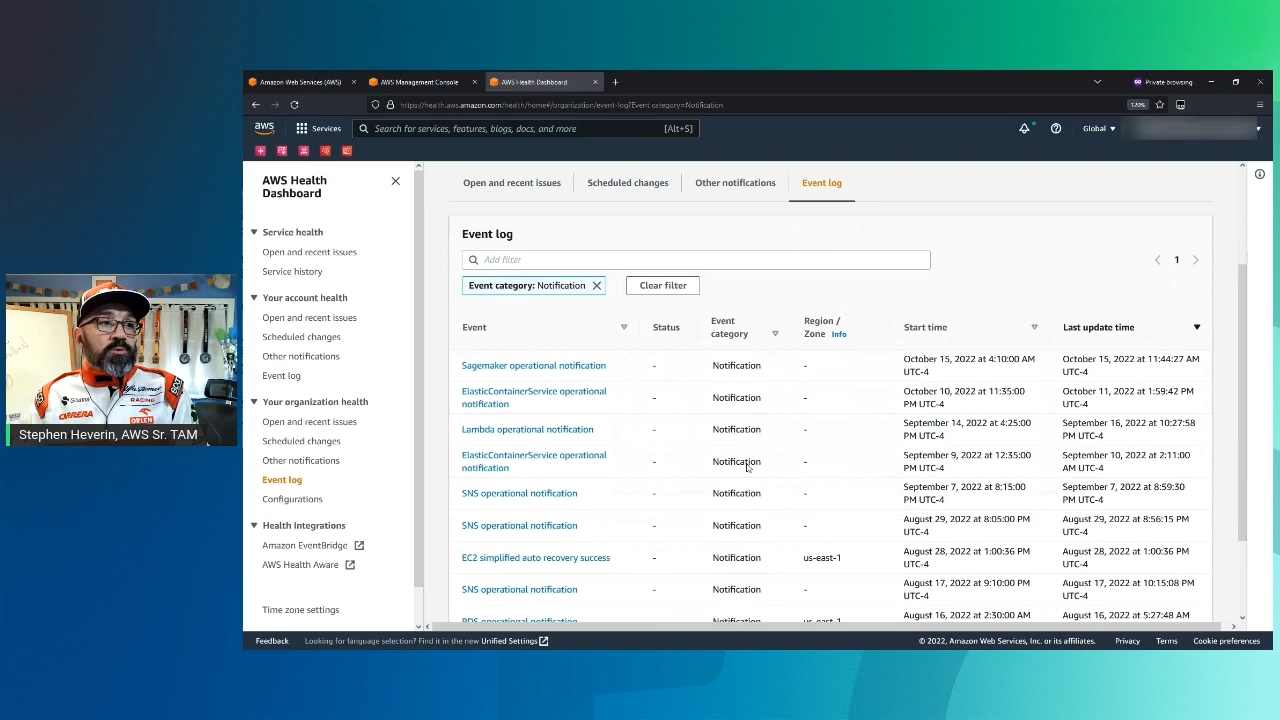 Amazon Web Services (AWS)
AWS Management Console
AWS Health Dashboard
Private browsing
https://health.aws.amazon.com/health/home#/organization/event-log?Event category=Notification
120%
aws
Services
Search for services, features, blogs, docs, and more
[Alt+S]
Global
AWS Health
Dashboard
Service health
Open and recent issues
Service history
Your account health
Open and recent issues
Scheduled changes
Other notifications
Event log
Your organization health
Open and recent issues
Scheduled changes
Other notifications
Event log
Configurations
Health Integrations
Amazon EventBridge
AWS Health Aware
Time zone settings
Open and recent issues
Scheduled changes
Other notifications
Event log
Event log
Add filter
1
Event category: Notification
Clear filter
Event
Status
Event
category
Region /
Zone Info
Start time
Last update time
Sagemaker operational notification
-
Notification
-
October 15, 2022 at 4:10:00 AM
UTC-4
October 15, 2022 at 11:44:27 AM
UTC-4
ElasticContainerService operational
notification
-
Notification
-
October 10, 2022 at 11:35:00
PM UTC-4
October 11, 2022 at 1:59:42 PM
UTC-4
Lambda operational notification
-
Notification
-
September 14, 2022 at 4:25:00
PM UTC-4
September 16, 2022 at 10:27:58
PM UTC-4
ElasticContainerService operational
notification
-
Notification
-
September 9, 2022 at 12:35:00
PM UTC-4
September 10, 2022 at 2:11:00
AM UTC-4
SNS operational notification
-
Notification
-
September 7, 2022 at 8:15:00
PM UTC-4
September 7, 2022 at 8:59:30
PM UTC-4
SNS operational notification
-
Notification
-
August 29, 2022 at 8:05:00 PM
UTC-4
August 29, 2022 at 8:56:15 PM
UTC-4
EC2 simplified auto recovery success
-
Notification
us-east-1
August 28, 2022 at 1:00:36 PM
UTC-4
August 28, 2022 at 1:00:36 PM
UTC-4
SNS operational notification
-
Notification
-
August 17, 2022 at 9:10:00 PM
UTC-4
August 17, 2022 at 10:15:08 PM
UTC-4
RDS operational notification
-
Notification
us-east-1
August 16, 2022 at 2:30:00 AM
August 16, 2022 at 5:27:48 AM
Feedback
Looking for language selection? Find it in the new Unified Settings
© 2022, Amazon Web Services, Inc. or its affiliates.
Privacy
Terms
Cookie preferences
Alfa Romeo
RACING
CARRERA
ORLEN
Stephen Heverin, AWS Sr. TAM